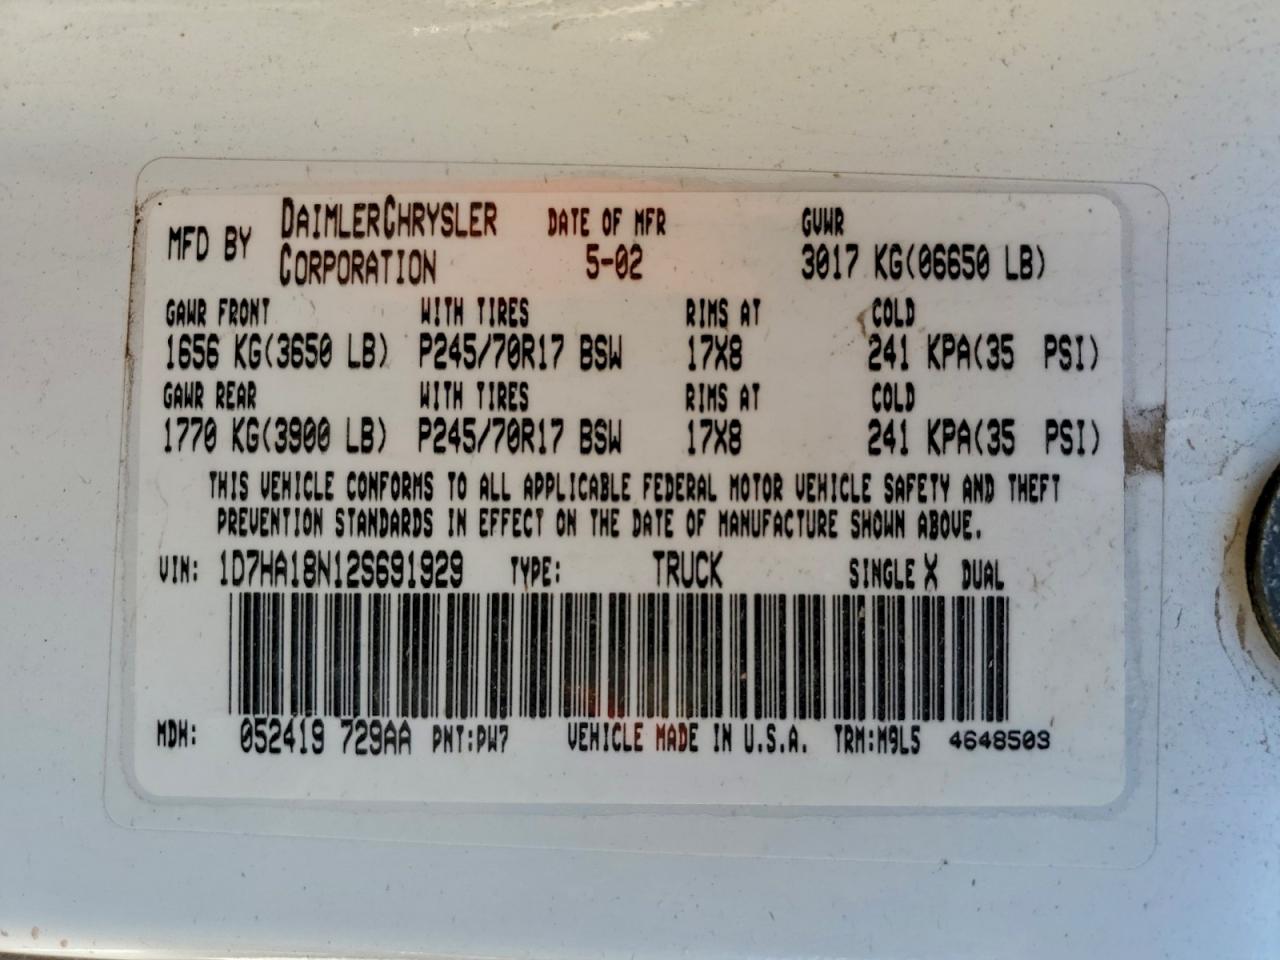 MFD BY DAIMLERCHRYSLER CORPORATION DATE OF MFR 5-02 GVWR 3017 KG(06650 LB)
GAWR FRONT WITH TIRES RIMS AT COLD
1656 KG(3650 LB) P245/70R17 BSW 17X8 241 KPA(35 PSI)
GAWR REAR WITH TIRES RIMS AT COLD
1770 KG(3900 LB) P245/70R17 BSW 17X8 241 KPA(35 PSI)
THIS VEHICLE CONFORMS TO ALL APPLICABLE FEDERAL MOTOR VEHICLE SAFETY AND THEFT
PREVENTION STANDARDS IN EFFECT ON THE DATE OF MANUFACTURE SHOWN ABOVE.
VIN: 1D7HA18N12S691929 TYPE: TRUCK SINGLE X DUAL
MDH: 052419 729AA PNT:PW7 VEHICLE MADE IN U.S.A. TRM:M9L5 4648503